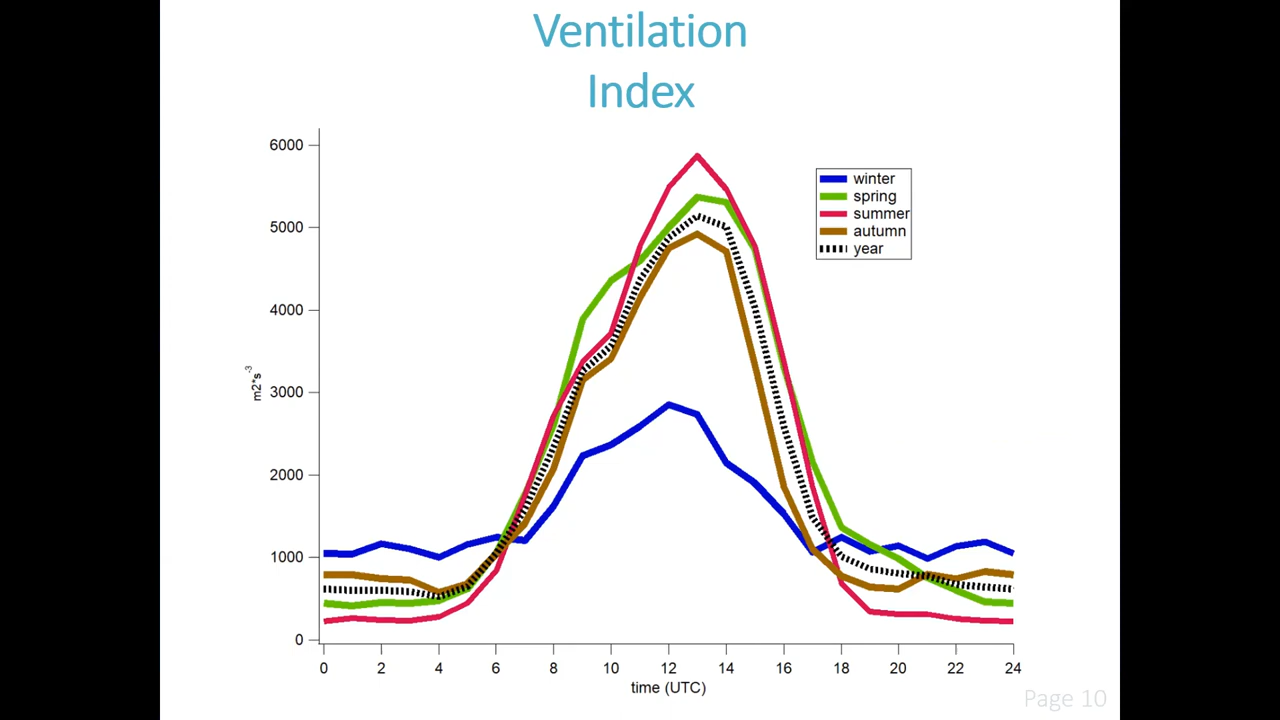 Ventilation
Index
6000
5000
4000
3000
2000
1000
0
m2*s-3
winter
spring
summer
autumn
year
0 2 4 6 8 10 12 14 16 18 20 22 24
time (UTC)
Page 10